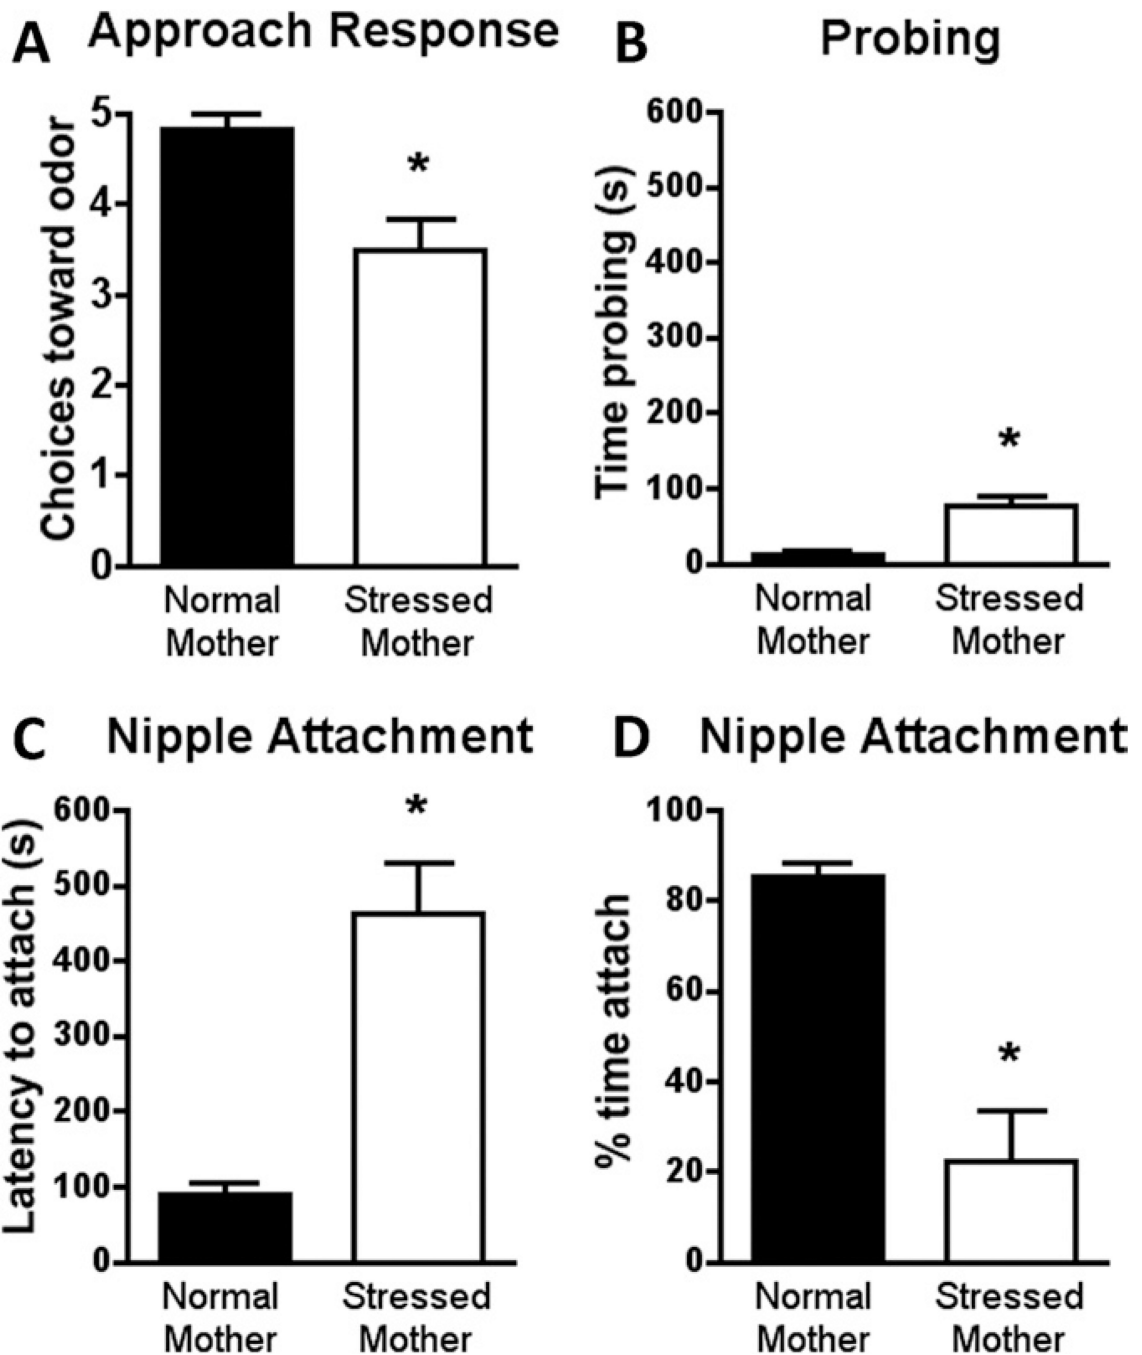 A Approach Response
Choices toward odor
5
4
3
2
1
0
Normal Mother
Stressed Mother
*
B Probing
Time probing (s)
600
500
400
300
200
100
0
Normal Mother
Stressed Mother
*
C Nipple Attachment
Latency to attach (s)
600
500
400
300
200
100
0
Normal Mother
Stressed Mother
*
D Nipple Attachment
% time attach
100
80
60
40
20
0
Normal Mother
Stressed Mother
*